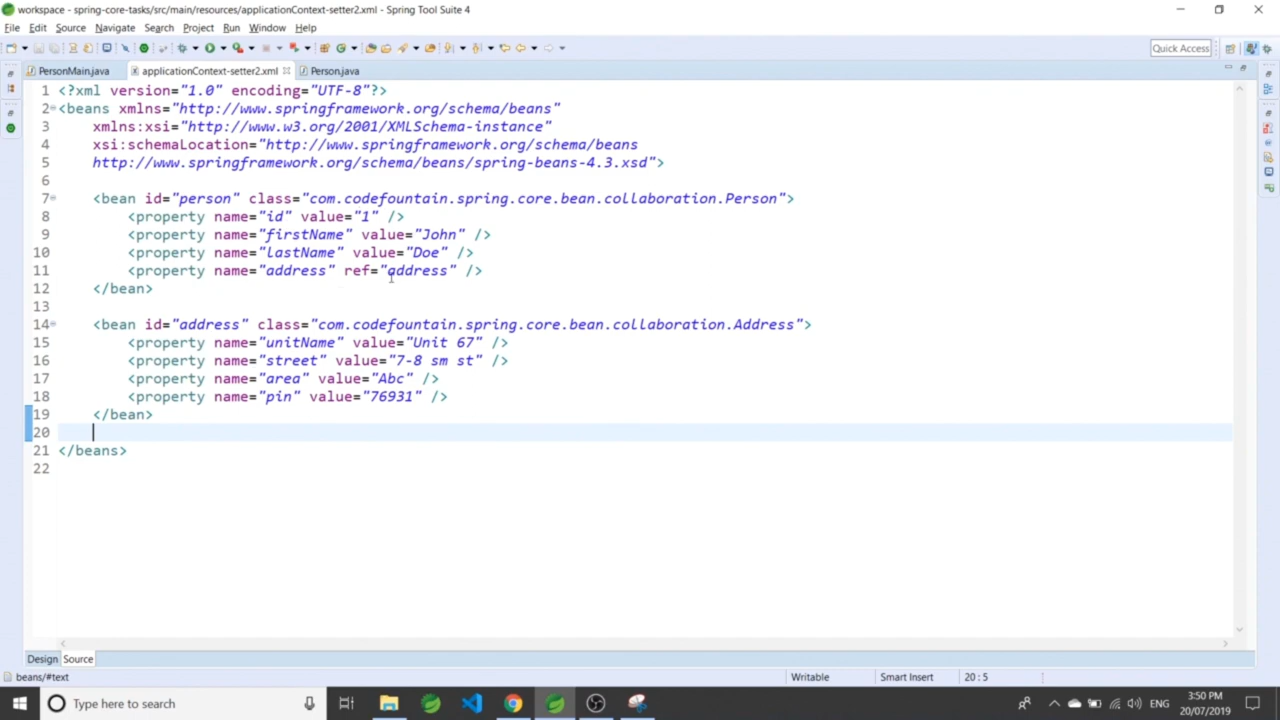 workspace - spring-core-tasks/src/main/resources/applicationContext-setter2.xml - Spring Tool Suite 4
File Edit Source Navigate Search Project Run Window Help
Quick Access
PersonMain.java applicationContext-setter2.xml Person.java
1 <?xml version="1.0" encoding="UTF-8"?>
2 <beans xmlns="http://www.springframework.org/schema/beans"
3 xmlns:xsi="http://www.w3.org/2001/XMLSchema-instance"
4 xsi:schemaLocation="http://www.springframework.org/schema/beans
5 http://www.springframework.org/schema/beans/spring-beans-4.3.xsd">
6
7 <bean id="person" class="com.codefountain.spring.core.bean.collaboration.Person">
8 <property name="id" value="1" />
9 <property name="firstName" value="John" />
10 <property name="lastName" value="Doe" />
11 <property name="address" ref="address" />
12 </bean>
13
14 <bean id="address" class="com.codefountain.spring.core.bean.collaboration.Address">
15 <property name="unitName" value="Unit 67" />
16 <property name="street" value="7-8 sm st" />
17 <property name="area" value="Abc" />
18 <property name="pin" value="76931" />
19 </bean>
20
21 </beans>
22
Design Source
beans/#text Writable Smart Insert 20 : 5
Type here to search
ENG
3:50 PM
20/07/2019